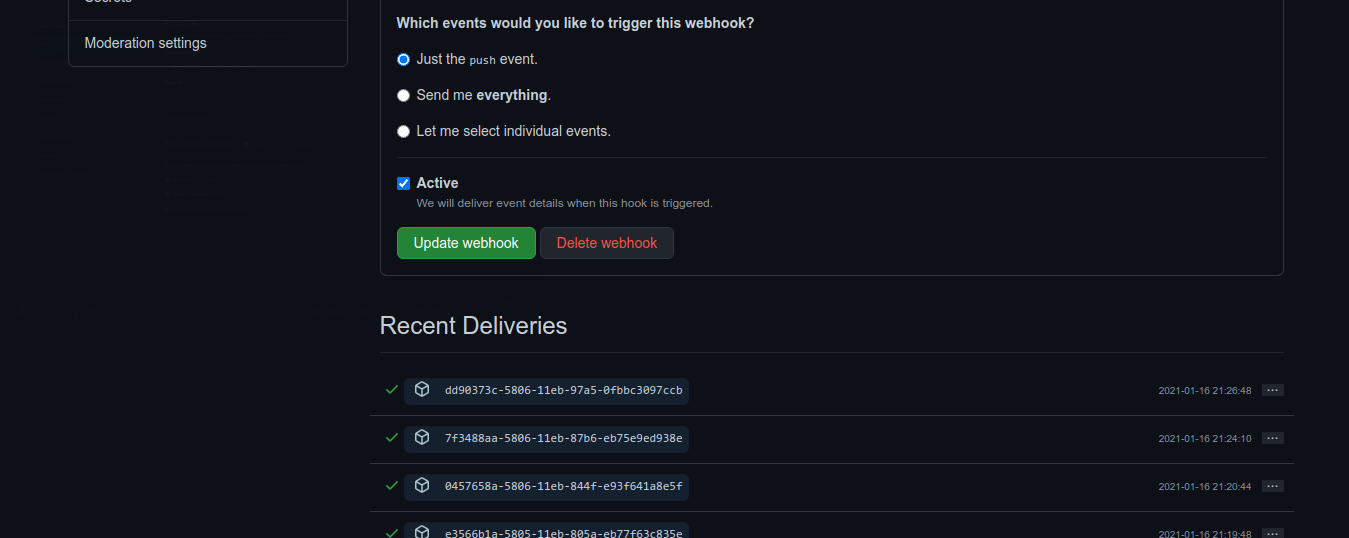 Secrets
Moderation settings
Which events would you like to trigger this webhook?
Just the push event.
Send me everything.
Let me select individual events.
Active
We will deliver event details when this hook is triggered.
Update webhook Delete webhook
Recent Deliveries
dd90373c-5806-11eb-97a5-0fbbc3097ccb 2021-01-16 21:26:48 ...
7f3488aa-5806-11eb-87b6-eb75e9ed938e 2021-01-16 21:24:10 ...
0457658a-5806-11eb-844f-e93f641a8e5f 2021-01-16 21:20:44 ...
e3566b1a-5805-11eb-805a-eb77f63c835e 2021-01-16 21:19:48 ...